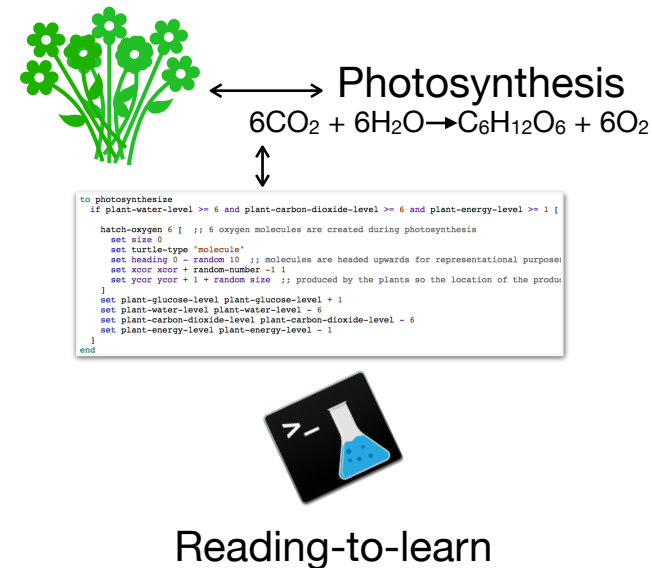 Photosynthesis
6CO₂ + 6H₂O→C₆H₁₂O₆ + 6O₂
to photosynthesize
  if plant-water-level >= 6 and plant-carbon-dioxide-level >= 6 and plant-energy-level >= 1 [
    hatch-oxygen 6 [  ;; 6 oxygen molecules are created during photosynthesis
      set size 0
      set turtle-type "molecule"
      set heading 0 - random 10  ;; molecules are headed upwards for representational purposes
      set xcor xcor + random-number -1 1
      set ycor ycor + 1 + random size  ;; produced by the plants so the location of the produ
    ]
    set plant-glucose-level plant-glucose-level + 1
    set plant-water-level plant-water-level - 6
    set plant-carbon-dioxide-level plant-carbon-dioxide-level - 6
    set plant-energy-level plant-energy-level - 1
  ]
end
>_
Reading-to-learn